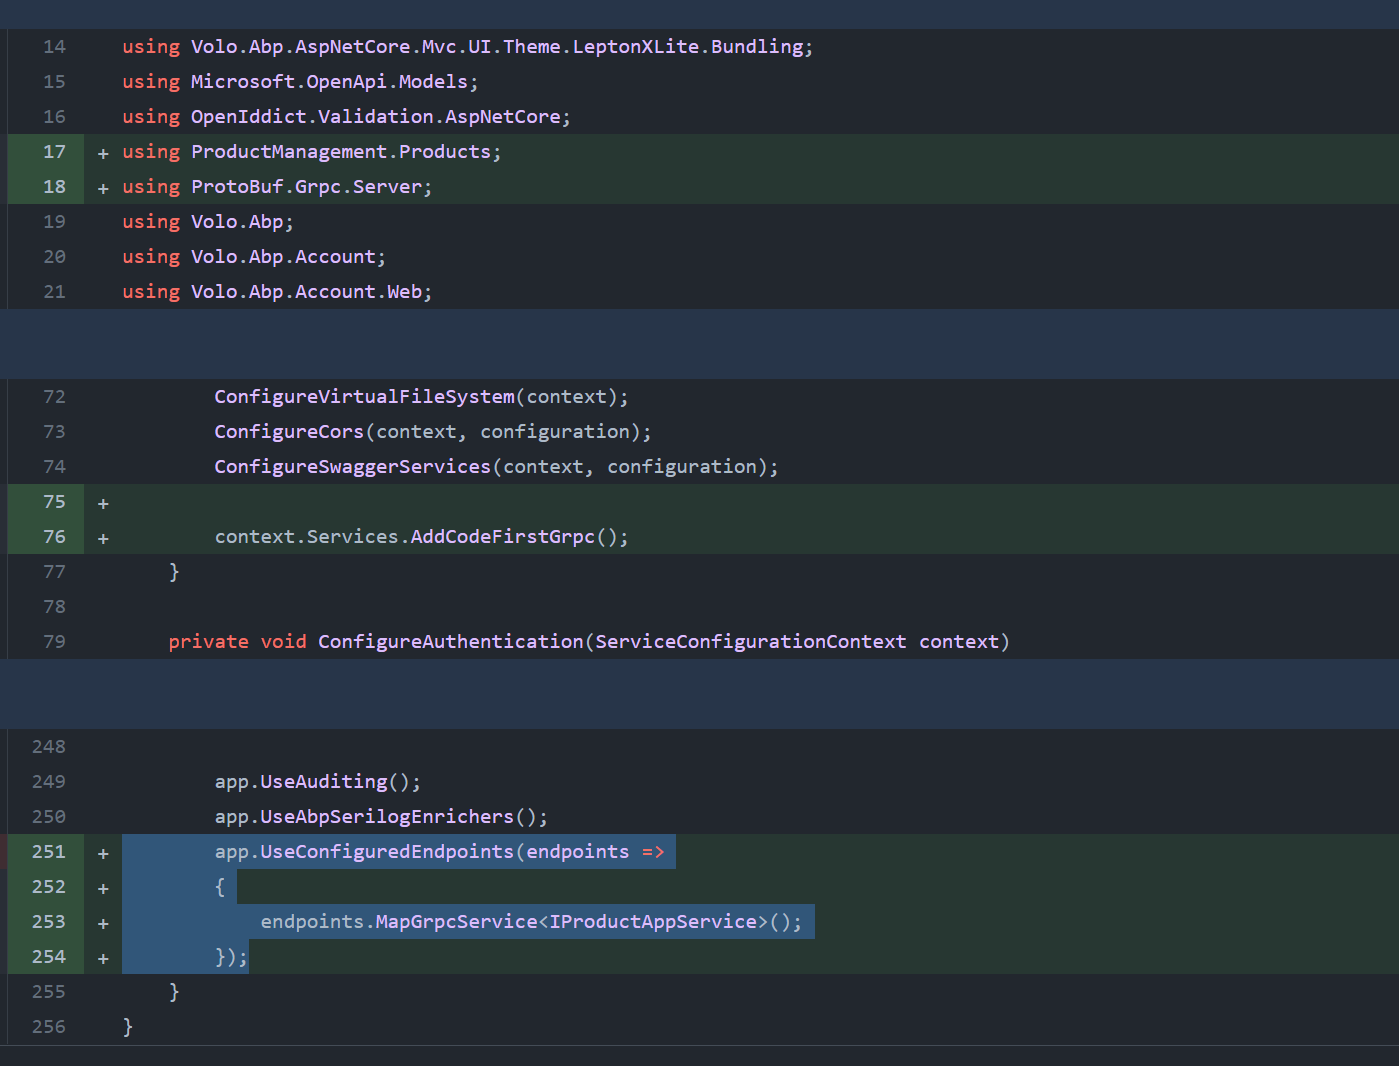 14 using Volo.Abp.AspNetCore.Mvc.UI.Theme.LeptonXLite.Bundling;
15 using Microsoft.OpenApi.Models;
16 using OpenIddict.Validation.AspNetCore;
17 + using ProductManagement.Products;
18 + using ProtoBuf.Grpc.Server;
19 using Volo.Abp;
20 using Volo.Abp.Account;
21 using Volo.Abp.Account.Web;
72 ConfigureVirtualFileSystem(context);
73 ConfigureCors(context, configuration);
74 ConfigureSwaggerServices(context, configuration);
75 +
76 + context.Services.AddCodeFirstGrpc();
77 }
78
79 private void ConfigureAuthentication(ServiceConfigurationContext context)
248
249 app.UseAuditing();
250 app.UseAbpSerilogEnrichers();
251 + app.UseConfiguredEndpoints(endpoints =>
252 + {
253 + endpoints.MapGrpcService<IProductAppService>();
254 + });
255 }
256 }